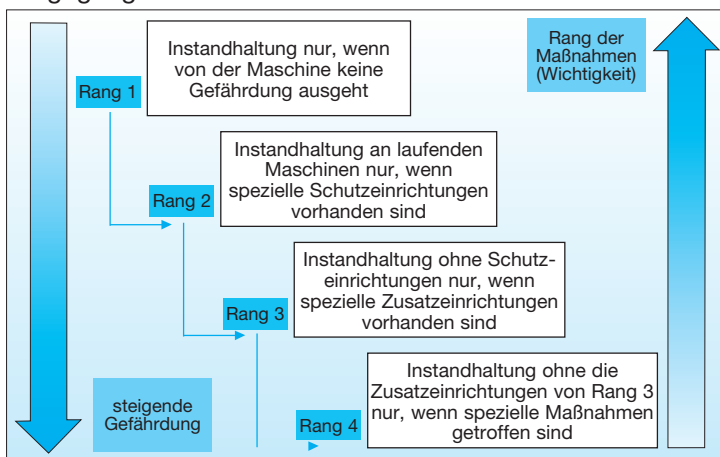 Instandhaltung nur, wenn
von der Maschine keine
Gefährdung ausgeht
Rang der
Maßnahmen
(Wichtigkeit)
Rang 1
Instandhaltung an laufenden
Maschinen nur, wenn
spezielle Schutzeinrichtungen
vorhanden sind
Rang 2
Instandhaltung ohne Schutz-
einrichtungen nur, wenn
spezielle Zusatzeinrichtungen
vorhanden sind
Rang 3
Instandhaltung ohne die
Zusatzeinrichtungen von Rang 3
nur, wenn spezielle Maßnahmen
getroffen sind
Rang 4
steigende
Gefährdung